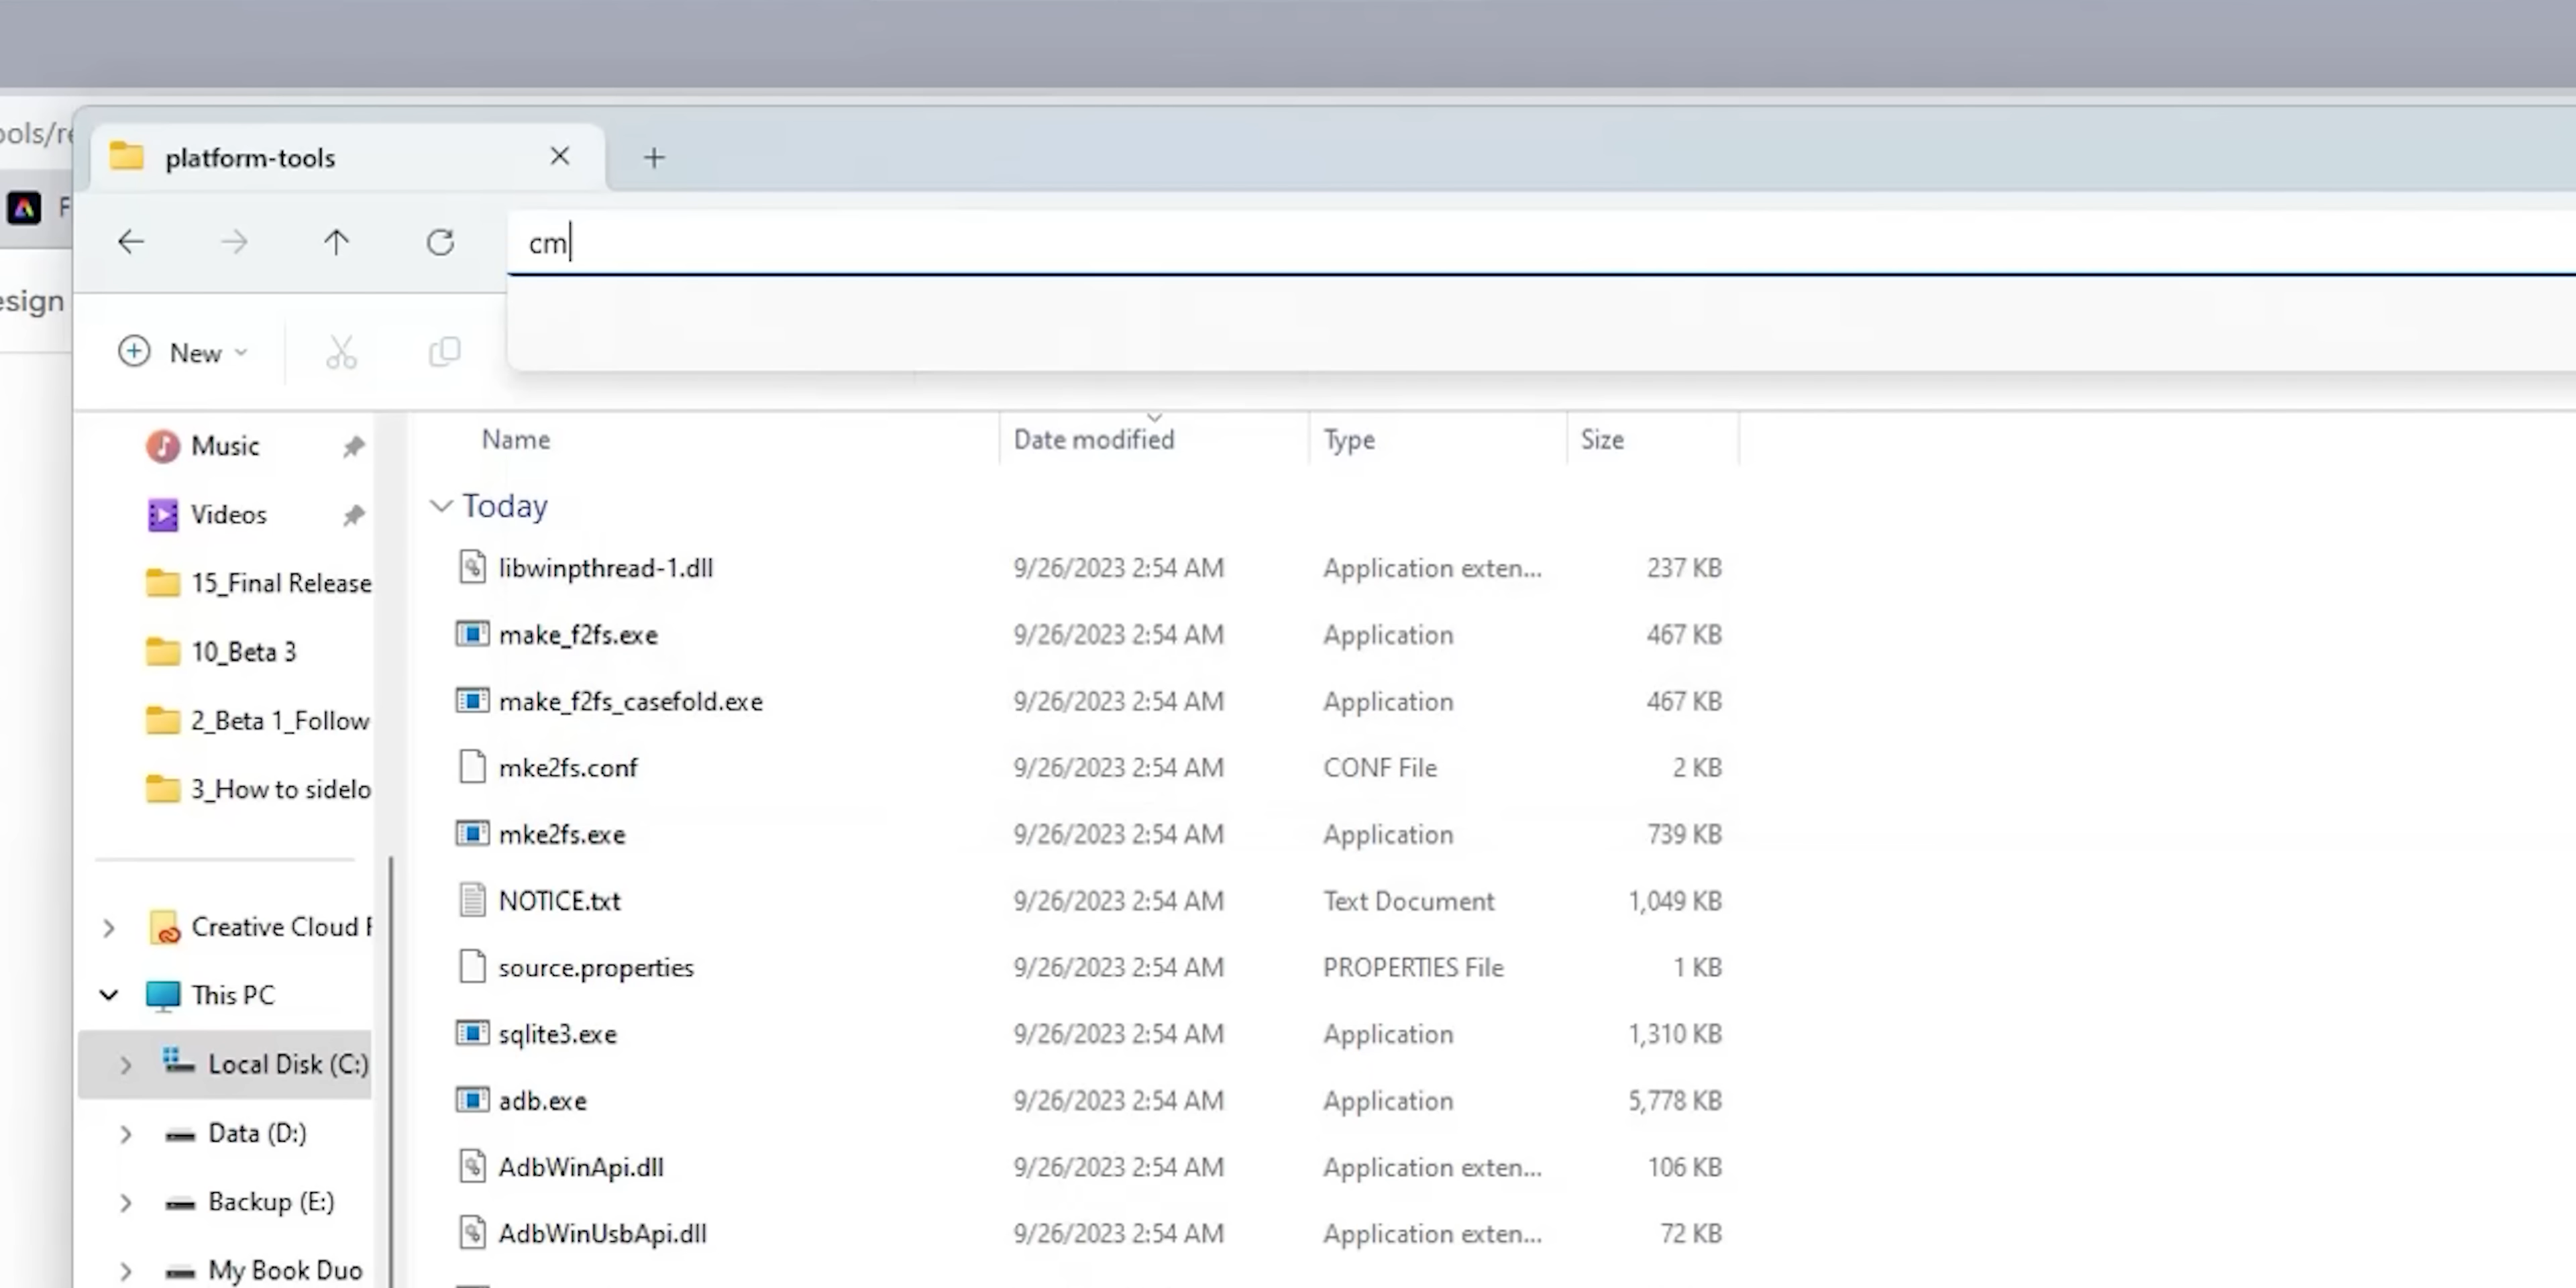 ools/re
platform-tools
F
cm
esign
New
Name Date modified Type Size
Music
Today
Videos
libwinpthread-1.dll 9/26/2023 2:54 AM Application exten... 237 KB
15_Final Release
make_f2fs.exe 9/26/2023 2:54 AM Application 467 KB
10_Beta 3
make_f2fs_casefold.exe 9/26/2023 2:54 AM Application 467 KB
2_Beta 1_Follow
mke2fs.conf 9/26/2023 2:54 AM CONF File 2 KB
3_How to sidelo
mke2fs.exe 9/26/2023 2:54 AM Application 739 KB
NOTICE.txt 9/26/2023 2:54 AM Text Document 1,049 KB
Creative Cloud F
source.properties 9/26/2023 2:54 AM PROPERTIES File 1 KB
This PC
sqlite3.exe 9/26/2023 2:54 AM Application 1,310 KB
Local Disk (C:)
adb.exe 9/26/2023 2:54 AM Application 5,778 KB
Data (D:)
AdbWinApi.dll 9/26/2023 2:54 AM Application exten... 106 KB
Backup (E:)
AdbWinUsbApi.dll 9/26/2023 2:54 AM Application exten... 72 KB
My Book Duo